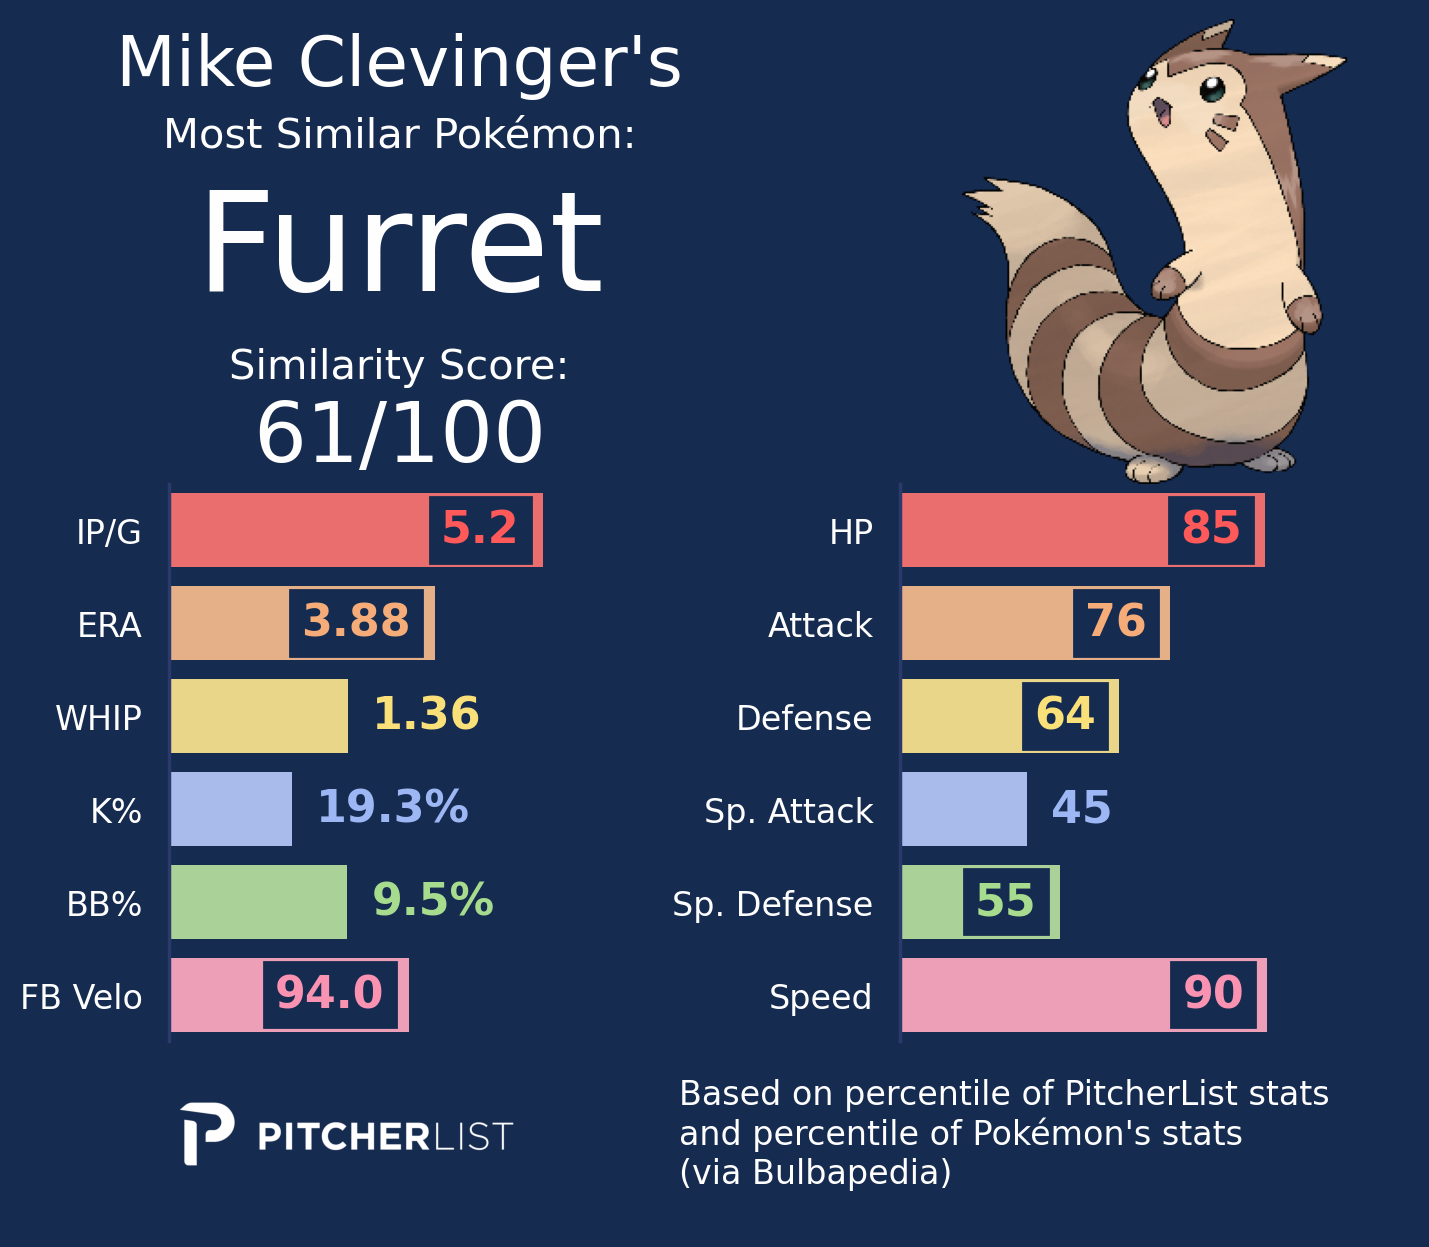 Mike Clevinger's
Most Similar Pokémon:
Furret
Similarity Score:
61/100
IP/G 5.2
ERA 3.88
WHIP 1.36
K% 19.3%
BB% 9.5%
FB Velo 94.0
HP 85
Attack 76
Defense 64
Sp. Attack 45
Sp. Defense 55
Speed 90
PITCHERLIST
Based on percentile of PitcherList stats
and percentile of Pokémon's stats
(via Bulbapedia)